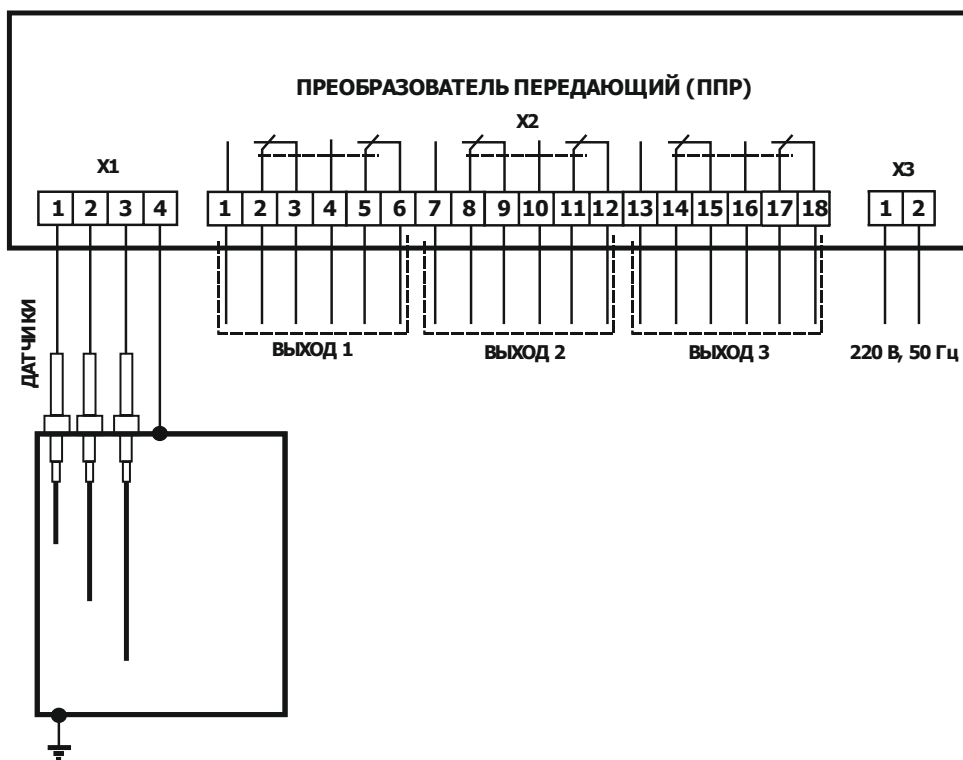 ПРЕОБРАЗОВАТЕЛЬ ПЕРЕДАЮЩИЙ (ППР)
X2
X1
X3
1 2 3 4
1 2 3 4 5 6 7 8 9 10 11 12 13 14 15 16 17 18
1 2
ДАТЧИКИ
ВЫХОД 1
ВЫХОД 2
ВЫХОД 3
220 В, 50 Гц